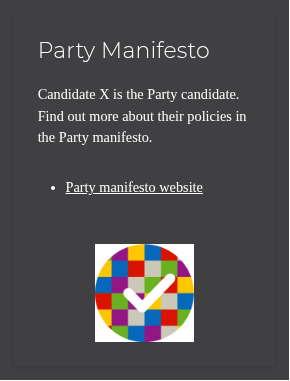 Party Manifesto
Candidate X is the Party candidate.
Find out more about their policies in
the Party manifesto.
Party manifesto website